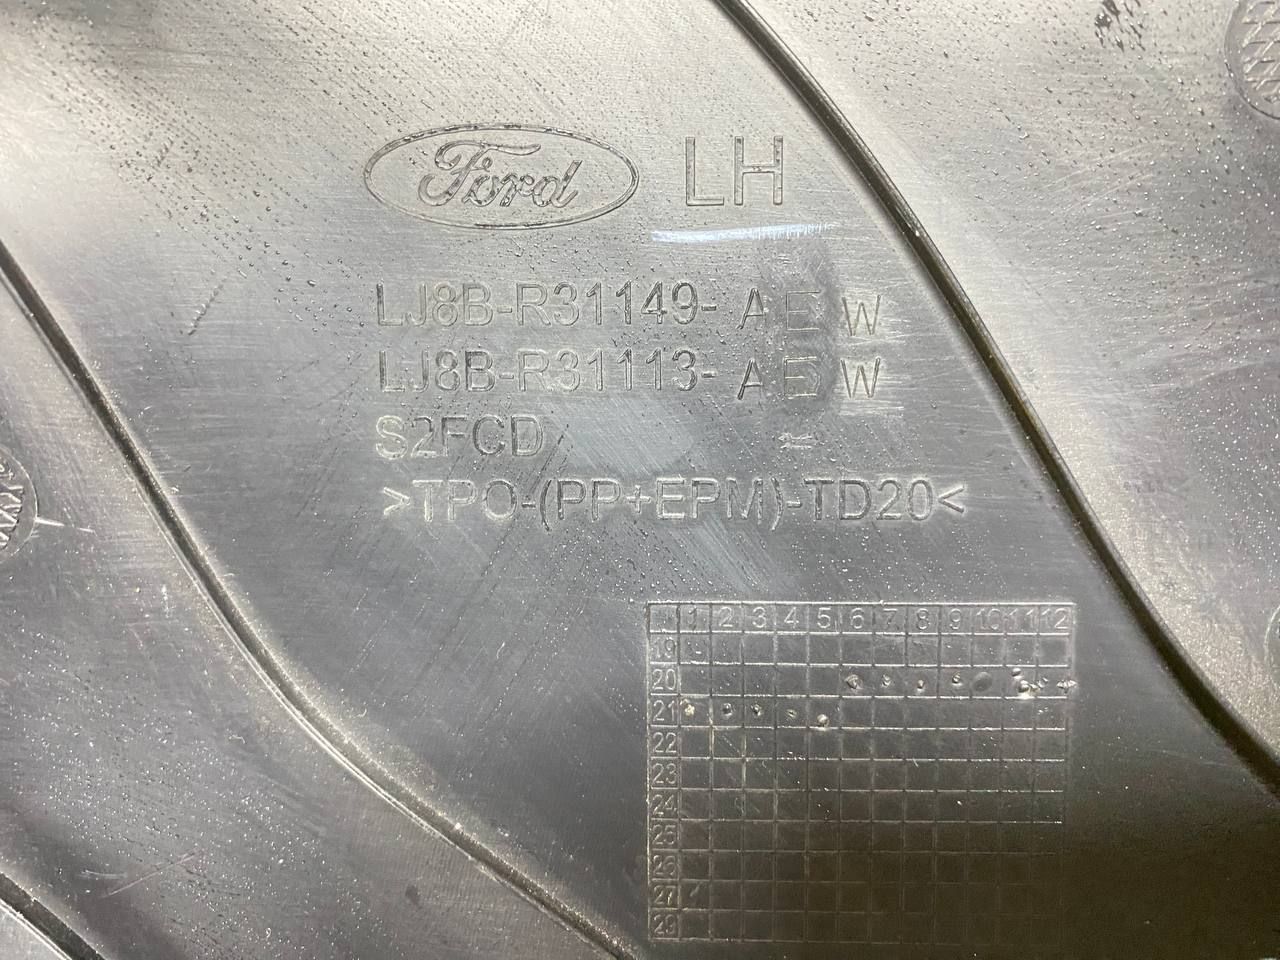 Ford LH
LJ8B-R31149- A E W
LJ8B-R31113- A E W
S2FCD
>TPO-(PP+EPM)-TD20<
1 2 3 4 5 6 7 8 9 10 11 12
19
20
21
22
23
24
25
26
27
28